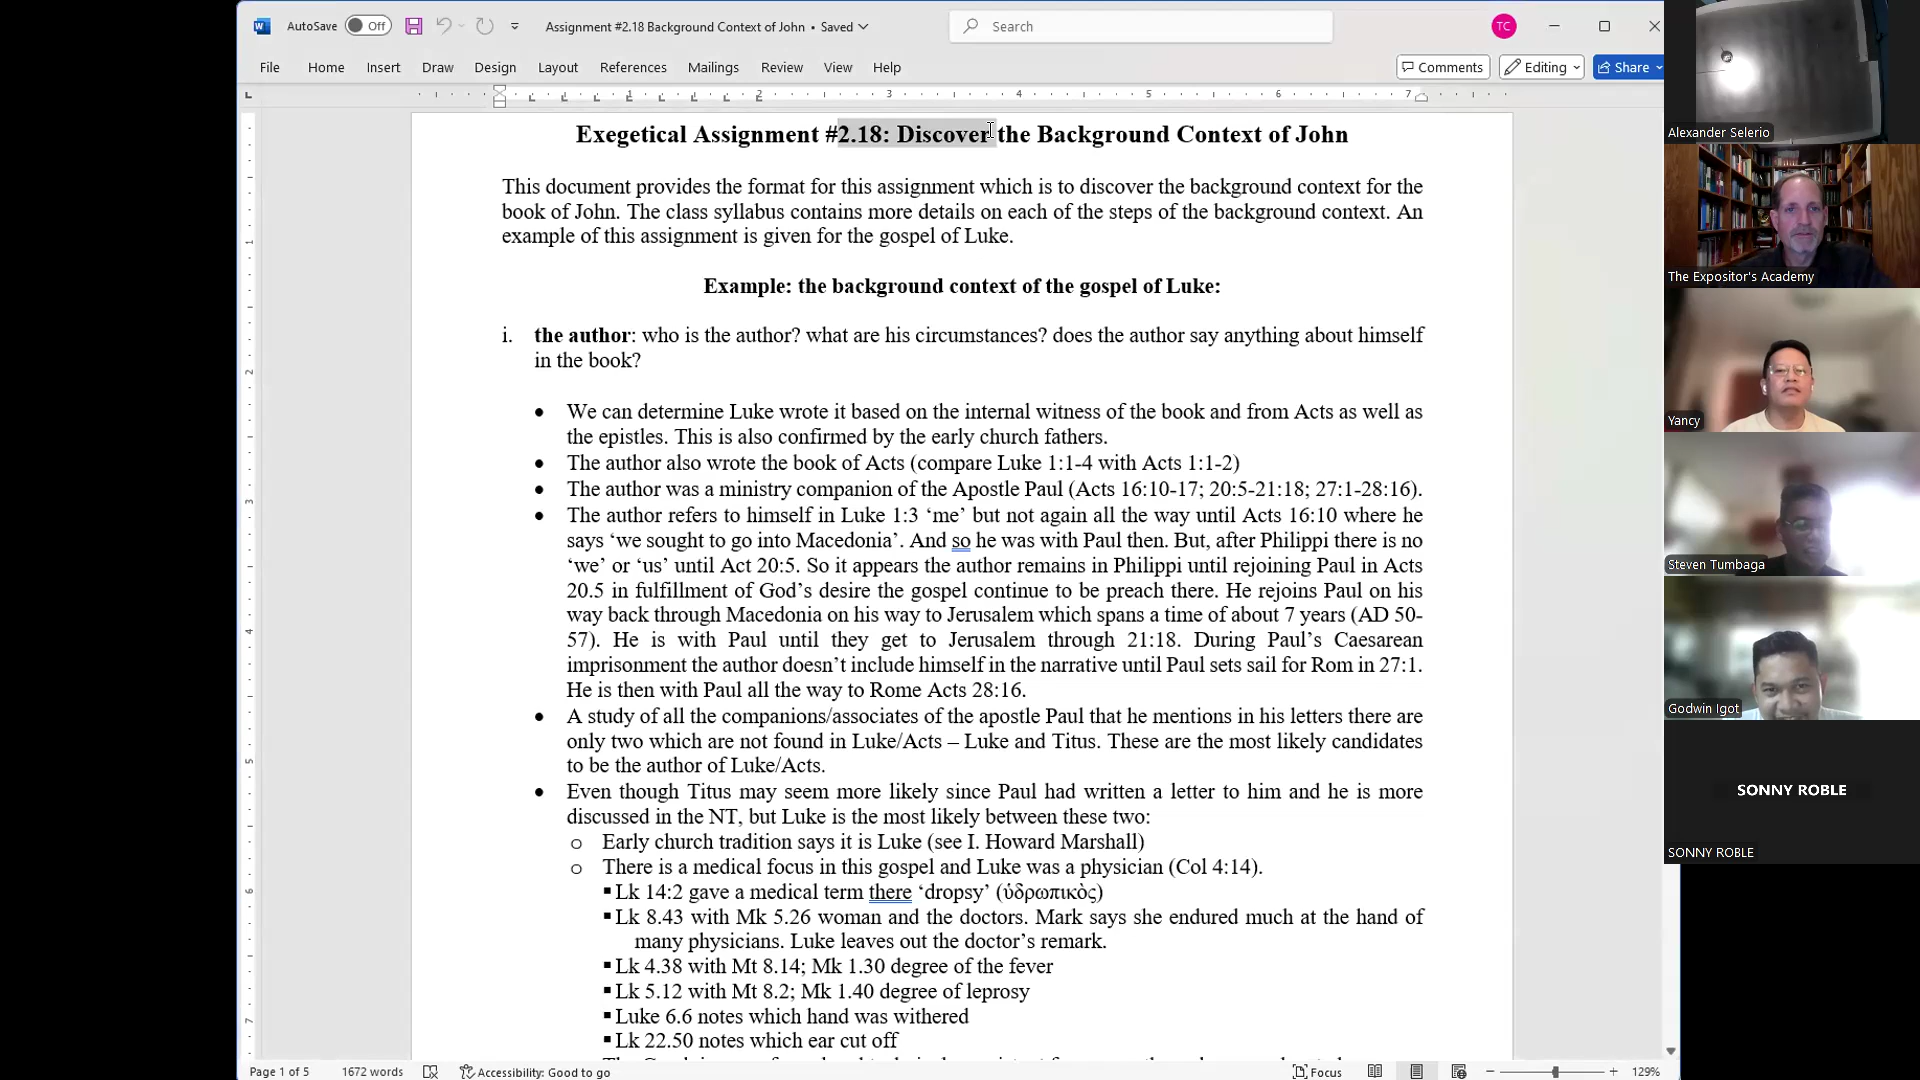 AutoSave Off Assignment #2.18 Background Context of John • Saved Search TC
File Home Insert Draw Design Layout References Mailings Review View Help Comments Editing Share
1 2 3 4 5 6 7
Exegetical Assignment #2.18: Discover the Background Context of John
This document provides the format for this assignment which is to discover the background context for the
book of John. The class syllabus contains more details on each of the steps of the background context. An
example of this assignment is given for the gospel of Luke.
Example: the background context of the gospel of Luke:
i. the author: who is the author? what are his circumstances? does the author say anything about himself
in the book?
• We can determine Luke wrote it based on the internal witness of the book and from Acts as well as
the epistles. This is also confirmed by the early church fathers.
• The author also wrote the book of Acts (compare Luke 1:1-4 with Acts 1:1-2)
• The author was a ministry companion of the Apostle Paul (Acts 16:10-17; 20:5-21:18; 27:1-28:16).
• The author refers to himself in Luke 1:3 ‘me’ but not again all the way until Acts 16:10 where he
says ‘we sought to go into Macedonia’. And so he was with Paul then. But, after Philippi there is no
‘we’ or ‘us’ until Act 20:5. So it appears the author remains in Philippi until rejoining Paul in Acts
20.5 in fulfillment of God’s desire the gospel continue to be preach there. He rejoins Paul on his
way back through Macedonia on his way to Jerusalem which spans a time of about 7 years (AD 50-
57). He is with Paul until they get to Jerusalem through 21:18. During Paul’s Caesarean
imprisonment the author doesn’t include himself in the narrative until Paul sets sail for Rom in 27:1.
He is then with Paul all the way to Rome Acts 28:16.
• A study of all the companions/associates of the apostle Paul that he mentions in his letters there are
only two which are not found in Luke/Acts – Luke and Titus. These are the most likely candidates
to be the author of Luke/Acts.
• Even though Titus may seem more likely since Paul had written a letter to him and he is more
discussed in the NT, but Luke is the most likely between these two:
o Early church tradition says it is Luke (see I. Howard Marshall)
o There is a medical focus in this gospel and Luke was a physician (Col 4:14).
▪ Lk 14:2 gave a medical term there ‘dropsy’ (ὑδρωπικὸς)
▪ Lk 8.43 with Mk 5.26 woman and the doctors. Mark says she endured much at the hand of
many physicians. Luke leaves out the doctor’s remark.
▪ Lk 4.38 with Mt 8.14; Mk 1.30 degree of the fever
▪ Lk 5.12 with Mt 8.2; Mk 1.40 degree of leprosy
▪ Luke 6.6 notes which hand was withered
▪ Lk 22.50 notes which ear cut off
Page 1 of 5 1672 words Accessibility: Good to go Focus 129%
Alexander Selerio
The Expositor's Academy
Yancy
Steven Tumbaga
Godwin Igot
SONNY ROBLE
SONNY ROBLE